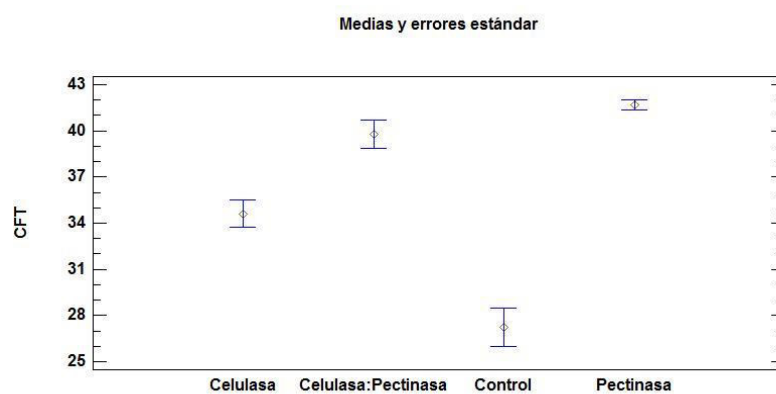 Medias y errores estándar
43
40
37
34
31
28
25
CFT
Celulasa Celulasa:Pectinasa Control Pectinasa